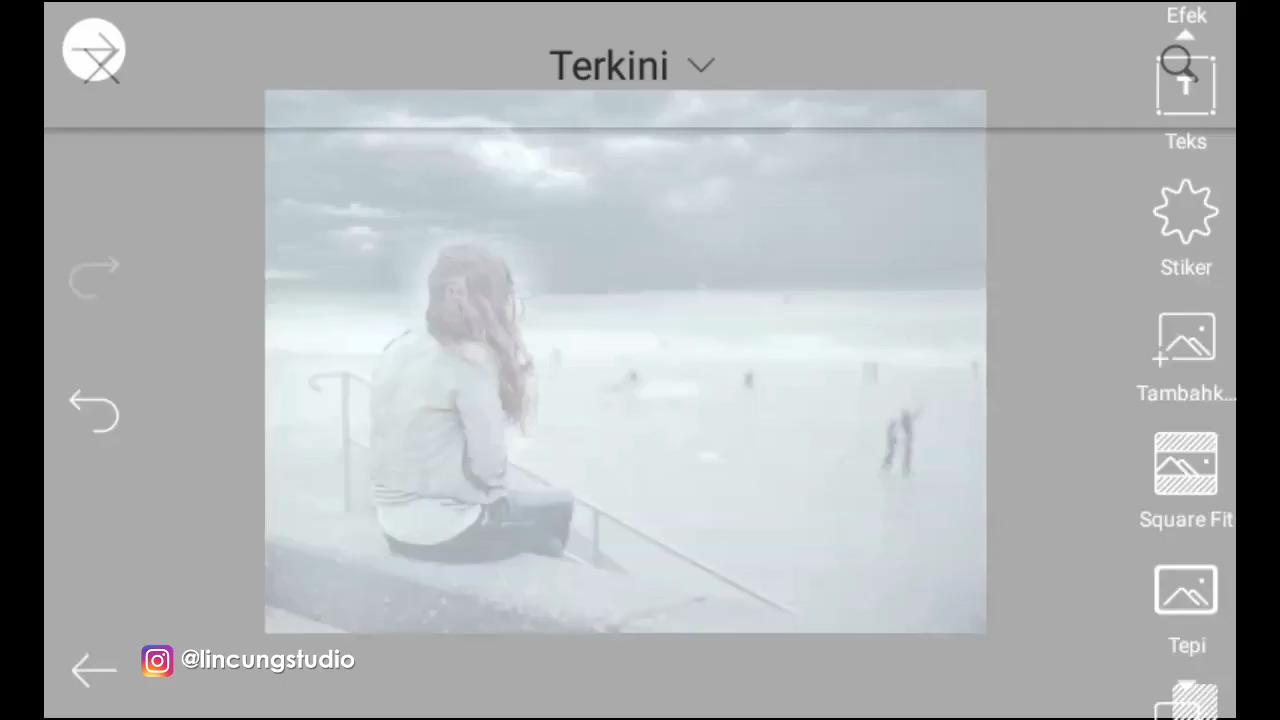 Efek
Terkini
Teks
Stiker
Tambahk...
Square Fit
Tepi
@lincungstudio